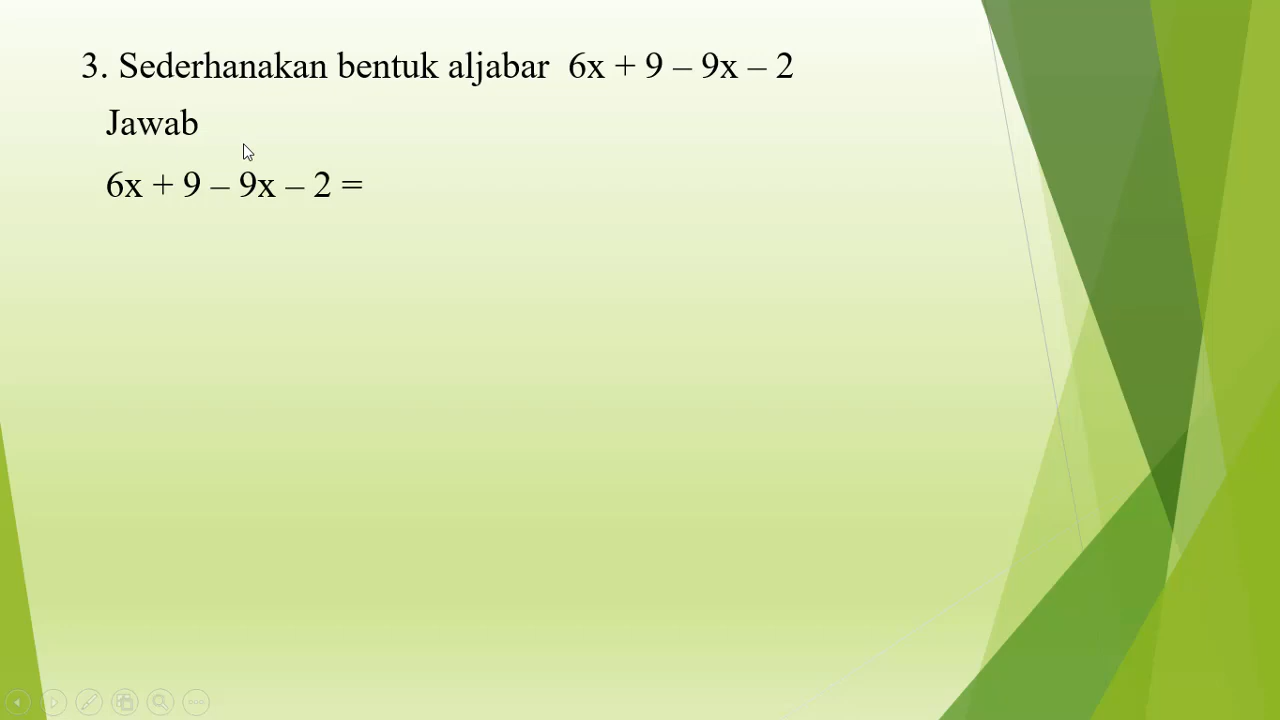 3. Sederhanakan bentuk aljabar 6x + 9 – 9x – 2
Jawab
6x + 9 – 9x – 2 =